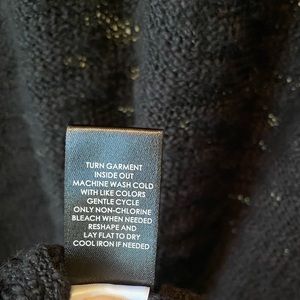 TURN GARMENT
INSIDE OUT
MACHINE WASH COLD
WITH LIKE COLORS
GENTLE CYCLE
ONLY NON-CHLORINE
BLEACH WHEN NEEDED
RESHAPE AND
LAY FLAT TO DRY
COOL IRON IF NEEDED